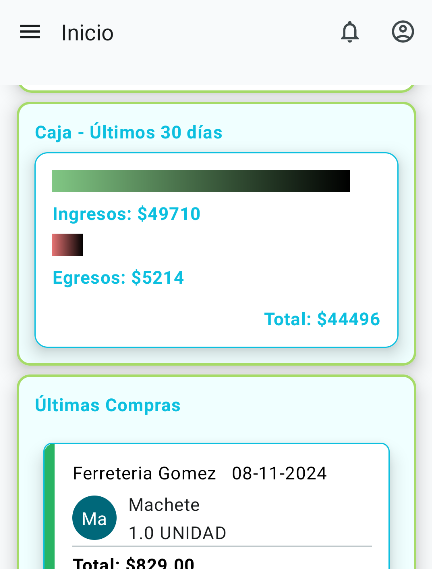 Inicio
Caja - Últimos 30 días
Ingresos: $49710
Egresos: $5214
Total: $44496
Últimas Compras
Ferreteria Gomez 08-11-2024
Ma
Machete
1.0 UNIDAD
Total: $829.00